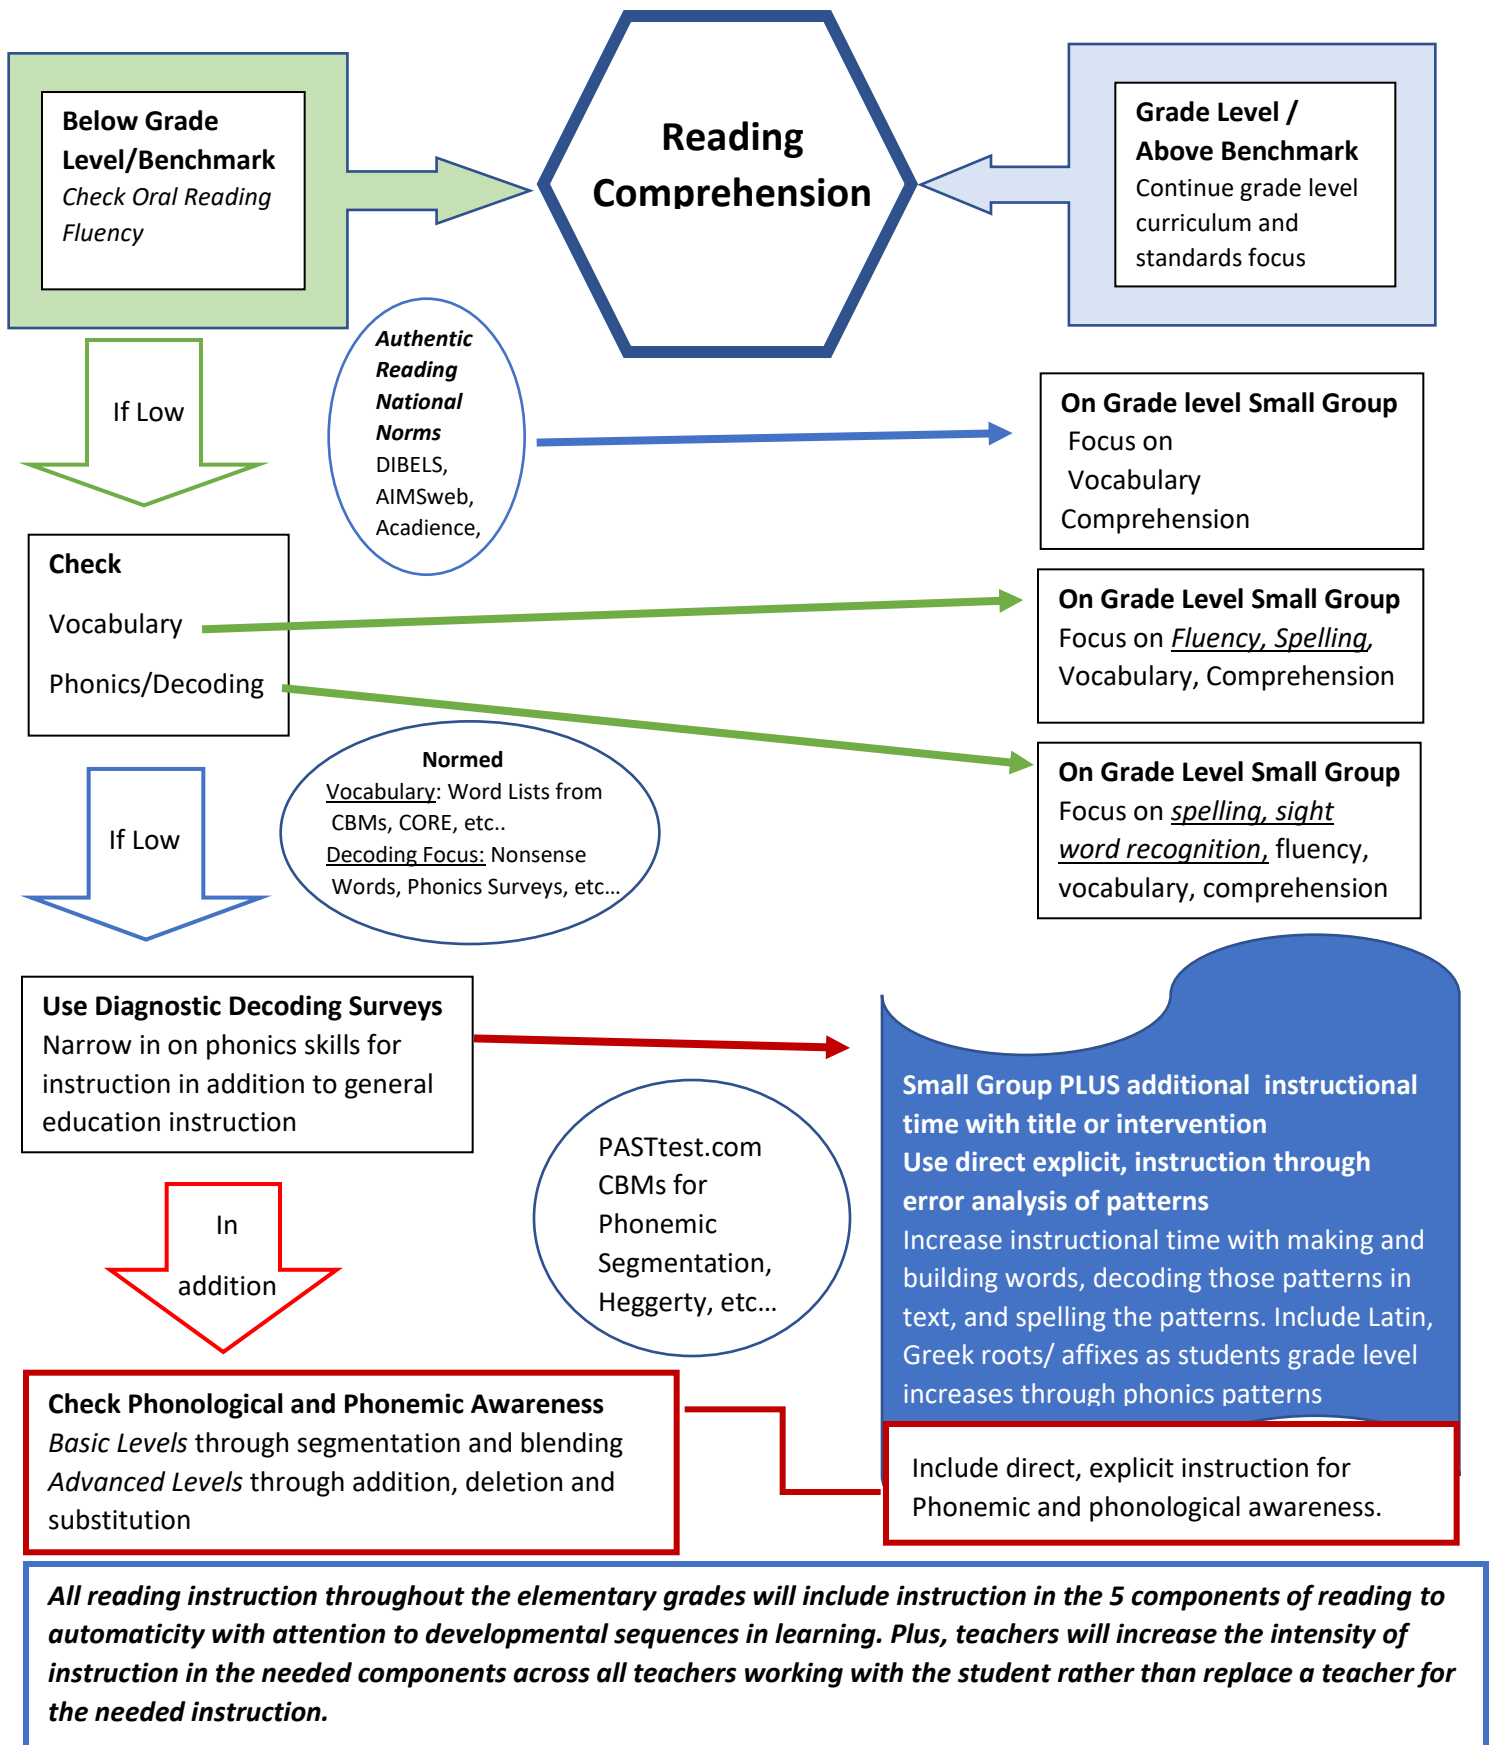 Below Grade
Level/Benchmark
Check Oral Reading
Fluency
Reading
Comprehension
Grade Level /
Above Benchmark
Continue grade level
curriculum and
standards focus
If Low
Authentic
Reading
National
Norms
DIBELS,
AIMSweb,
Acadience,
On Grade level Small Group
Focus on
Vocabulary
Comprehension
Check
Vocabulary
Phonics/Decoding
On Grade Level Small Group
Focus on Fluency, Spelling,
Vocabulary, Comprehension
If Low
Normed
Vocabulary: Word Lists from
CBMs, CORE, etc..
Decoding Focus: Nonsense
Words, Phonics Surveys, etc…
On Grade Level Small Group
Focus on spelling, sight
word recognition, fluency,
vocabulary, comprehension
Use Diagnostic Decoding Surveys
Narrow in on phonics skills for
instruction in addition to general
education instruction
Small Group PLUS additional  instructional
time with title or intervention
Use direct explicit, instruction through
error analysis of patterns
Increase instructional time with making and
building words, decoding those patterns in
text, and spelling the patterns. Include Latin,
Greek roots/ affixes as students grade level
increases through phonics patterns
PASTtest.com
CBMs for
Phonemic
Segmentation,
Heggerty, etc…
In
addition
Check Phonological and Phonemic Awareness
Basic Levels through segmentation and blending
Advanced Levels through addition, deletion and
substitution
Include direct, explicit instruction for
Phonemic and phonological awareness.
All reading instruction throughout the elementary grades will include instruction in the 5 components of reading to
automaticity with attention to developmental sequences in learning. Plus, teachers will increase the intensity of
instruction in the needed components across all teachers working with the student rather than replace a teacher for
the needed instruction.